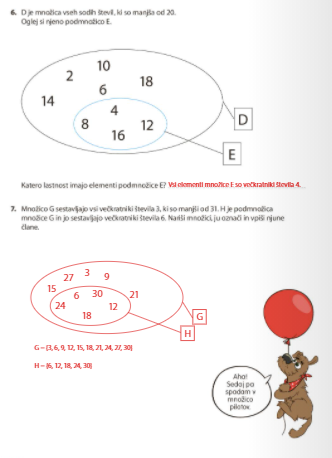 6. D je množica vseh sodih števil, ki so manjša od 20.
Oglej si njeno podmnožico E.
10
2
18
6
14
4
8
12
16
D
E
Katero lastnost imajo elementi podmnožice E? Vsi elementi množice E so večkratniki števila 4.
7. Množico G sestavljajo vsi večkratniki števila 3, ki so manjši od 31. H je podmnožica
množice G in jo sestavljajo večkratniki števila 6. Nariši množici, ju označi in vpiši njune
člane.
27 3 9
15
6 30 21
24 12
18
G
H
G = {3, 6, 9, 12, 15, 18, 21, 24, 27, 30}
H = {6, 12, 18, 24, 30}
Aha!
Sedaj pa
spadam v
množico
pilotov.